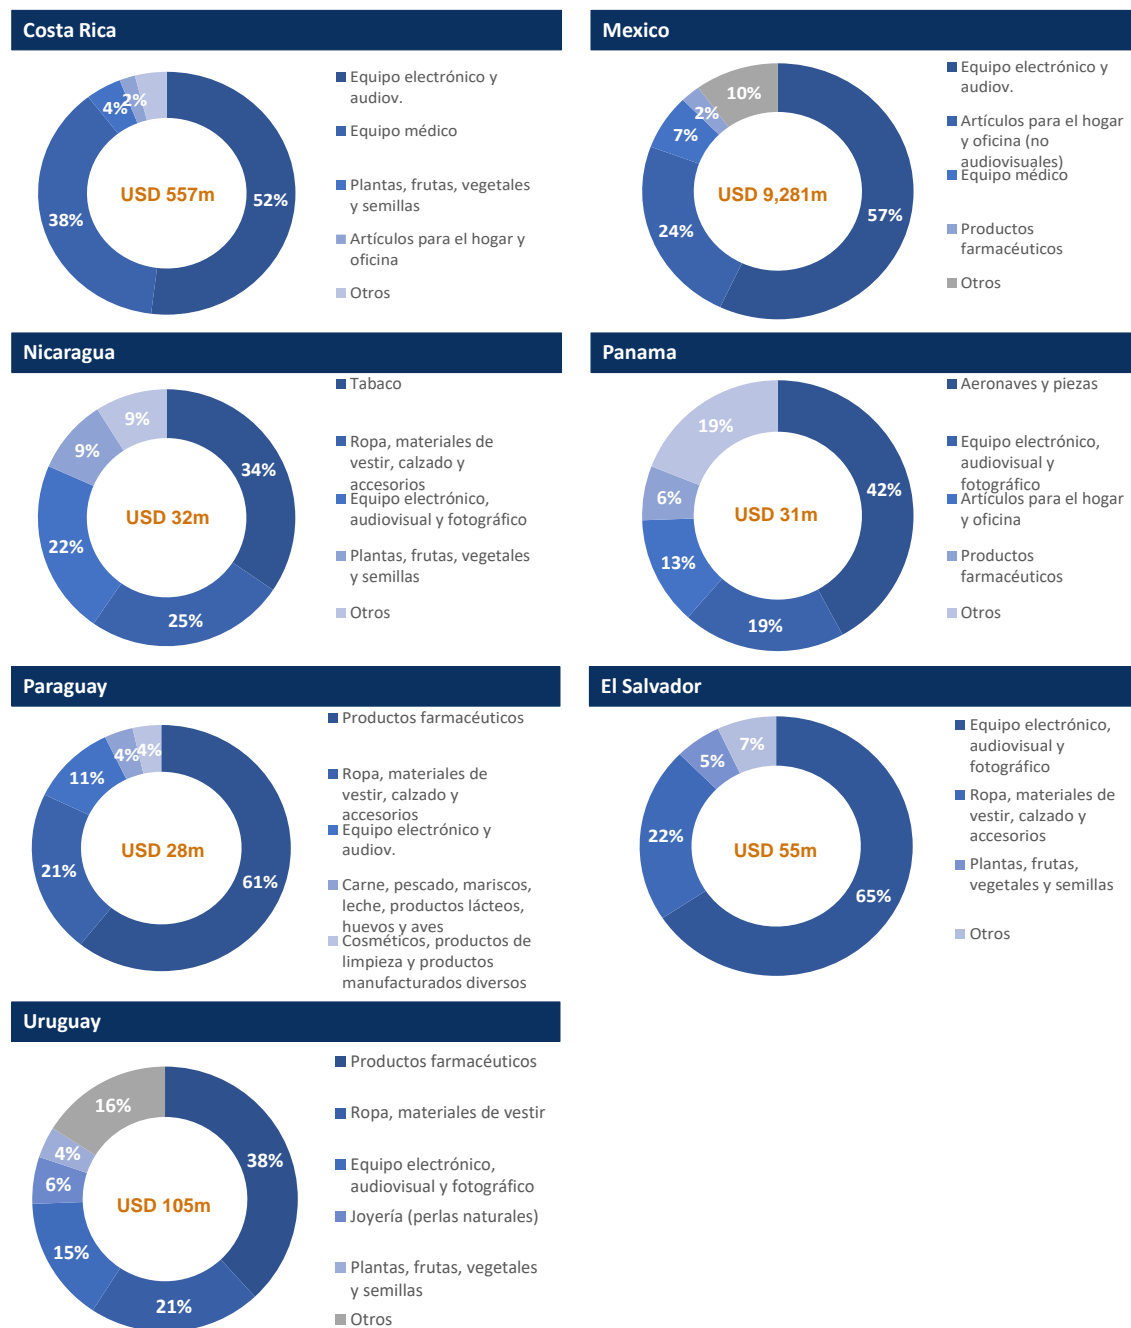 Costa Rica
Equipo electrónico y
audiov.
Equipo médico
Plantas, frutas, vegetales
y semillas
Artículos para el hogar y
oficina
Otros
2%
4%
USD 557m
52%
38%
Mexico
Equipo electrónico y
audiov.
Artículos para el hogar
y oficina (no
audiovisuales)
Equipo médico
Productos
farmacéuticos
Otros
10%
2%
7%
USD 9,281m
57%
24%
Nicaragua
Tabaco
Ropa, materiales de
vestir, calzado y
accesorios
Equipo electrónico,
audiovisual y fotográfico
Plantas, frutas, vegetales
y semillas
Otros
9%
9%
34%
USD 32m
22%
25%
Panama
Aeronaves y piezas
Equipo electrónico,
audiovisual y
fotográfico
Artículos para el hogar
y oficina
Productos
farmacéuticos
Otros
19%
42%
6%
USD 31m
13%
19%
Paraguay
Productos farmacéuticos
Ropa, materiales de
vestir, calzado y
accesorios
Equipo electrónico y
audiov.
Carne, pescado, mariscos,
leche, productos lácteos,
huevos y aves
Cosméticos, productos de
limpieza y productos
manufacturados diversos
4%
4%
11%
USD 28m
21%
61%
El Salvador
Equipo electrónico,
audiovisual y
fotográfico
Ropa, materiales de
vestir, calzado y
accesorios
Plantas, frutas,
vegetales y semillas
Otros
7%
5%
22%
USD 55m
65%
Uruguay
Productos farmacéuticos
Ropa, materiales de vestir
Equipo electrónico,
audiovisual y fotográfico
Joyería (perlas naturales)
Plantas, frutas, vegetales
y semillas
Otros
16%
4%
38%
6%
USD 105m
15%
21%